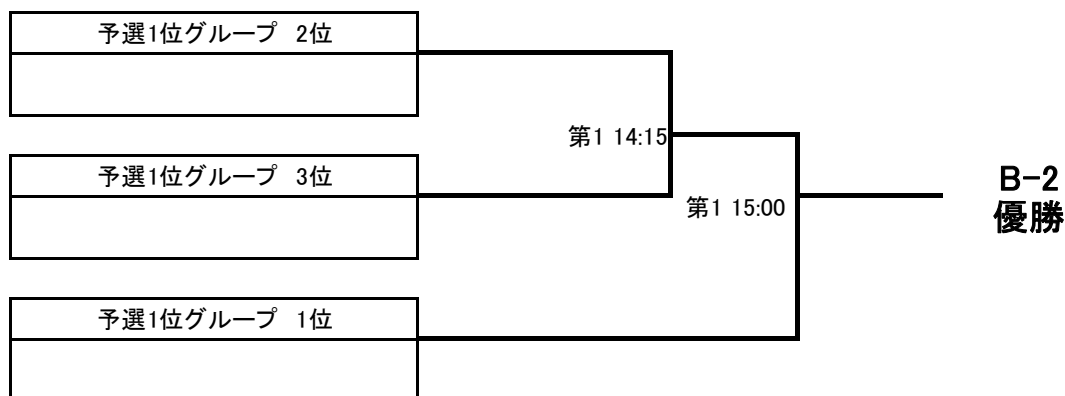 予選1位グループ 2位
第1 14:15
予選1位グループ 3位
第1 15:00
B-2
優勝
予選1位グループ 1位